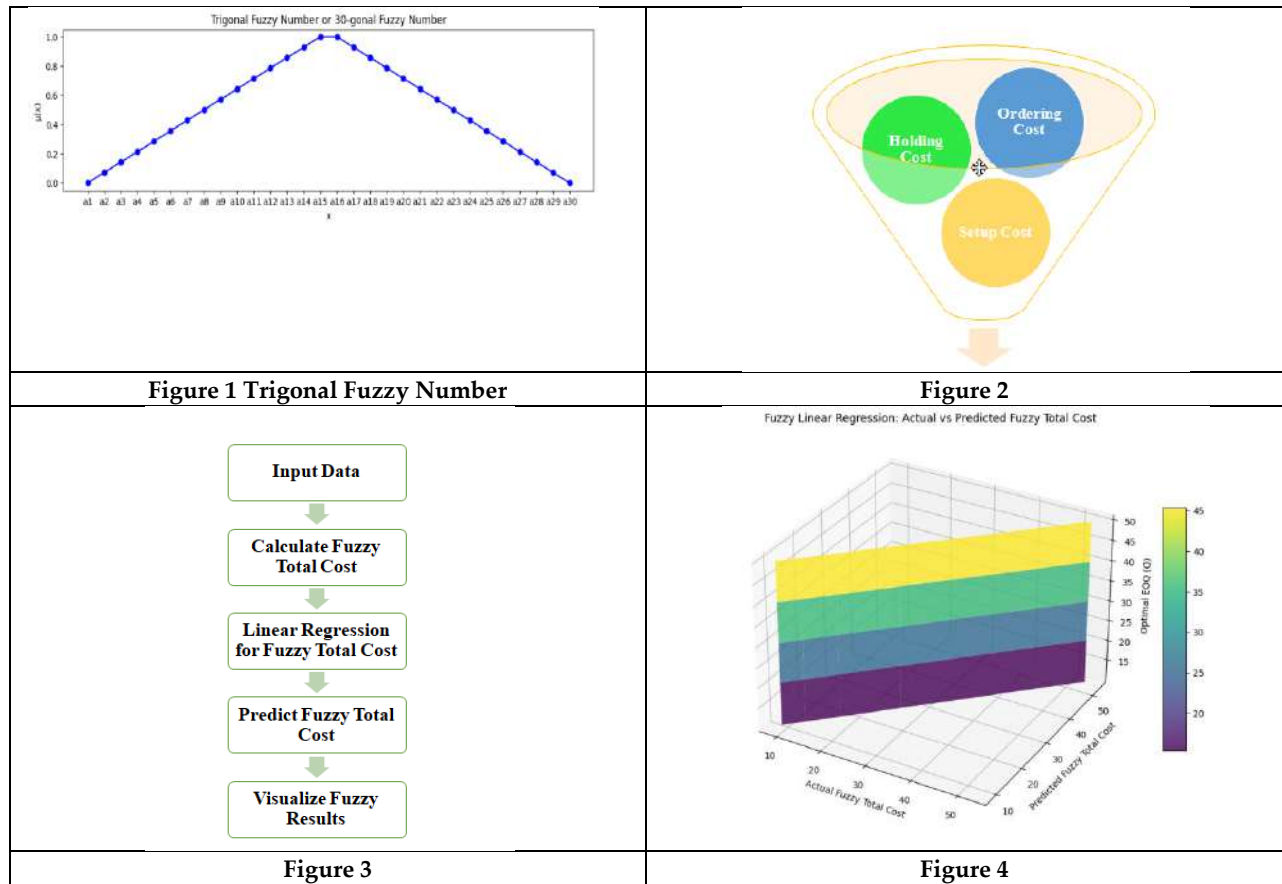 Trigonal Fuzzy Number or 30-gonal Fuzzy Number
1.0
0.8
0.6
0.4
0.2
0.0
μ(x)
a1 a2 a3 a4 a5 a6 a7 a8 a9 a10 a11 a12 a13 a14 a15 a16 a17 a18 a19 a20 a21 a22 a23 a24 a25 a26 a27 a28 a29 a30
x
Figure 1 Trigonal Fuzzy Number
Holding
Cost
Ordering
Cost
Setup Cost
Figure 2
Input Data
Calculate Fuzzy
Total Cost
Linear Regression
for Fuzzy Total Cost
Predict Fuzzy Total
Cost
Visualize Fuzzy
Results
Figure 3
Fuzzy Linear Regression: Actual vs Predicted Fuzzy Total Cost
50
45
40
35
30
25
20
15
Optimal EOQ (Q)
10
20
30
40
50
Actual Fuzzy Total Cost
10
20
30
40
50
Predicted Fuzzy Total Cost
45
40
35
30
25
20
Figure 4